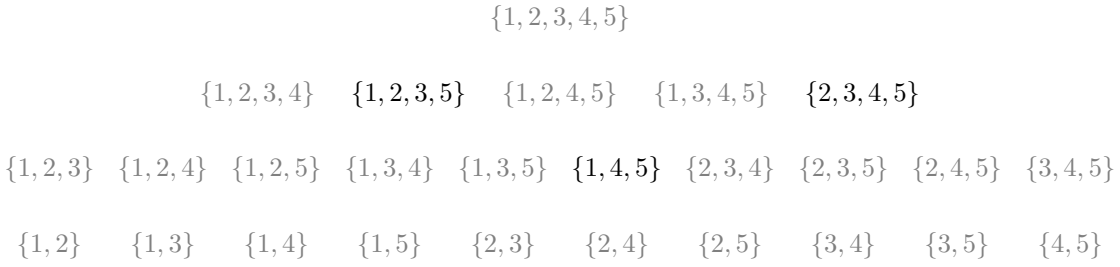 {1, 2, 3, 4, 5}
{1, 2, 3, 4} {1, 2, 3, 5} {1, 2, 4, 5} {1, 3, 4, 5} {2, 3, 4, 5}
{1, 2, 3} {1, 2, 4} {1, 2, 5} {1, 3, 4} {1, 3, 5} {1, 4, 5} {2, 3, 4} {2, 3, 5} {2, 4, 5} {3, 4, 5}
{1, 2} {1, 3} {1, 4} {1, 5} {2, 3} {2, 4} {2, 5} {3, 4} {3, 5} {4, 5}